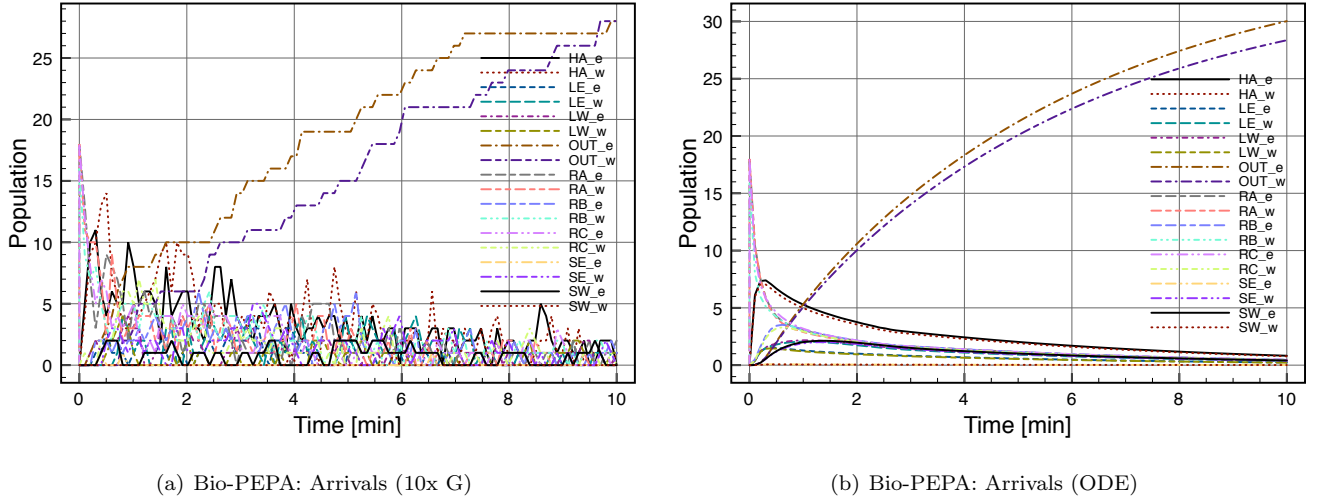 Population
25
20
15
10
5
0
HA_e
HA_w
LE_e
LE_w
LW_e
LW_w
OUT_e
OUT_w
RA_e
RA_w
RB_e
RB_w
RC_e
RC_w
SE_e
SE_w
SW_e
SW_w
0 2 4 6 8 10
Time [min]
(a) Bio-PEPA: Arrivals (10x G)
Population
30
25
20
15
10
5
0
HA_e
HA_w
LE_e
LE_w
LW_e
LW_w
OUT_e
OUT_w
RA_e
RA_w
RB_e
RB_w
RC_e
RC_w
SE_e
SE_w
SW_e
SW_w
0 2 4 6 8 10
Time [min]
(b) Bio-PEPA: Arrivals (ODE)